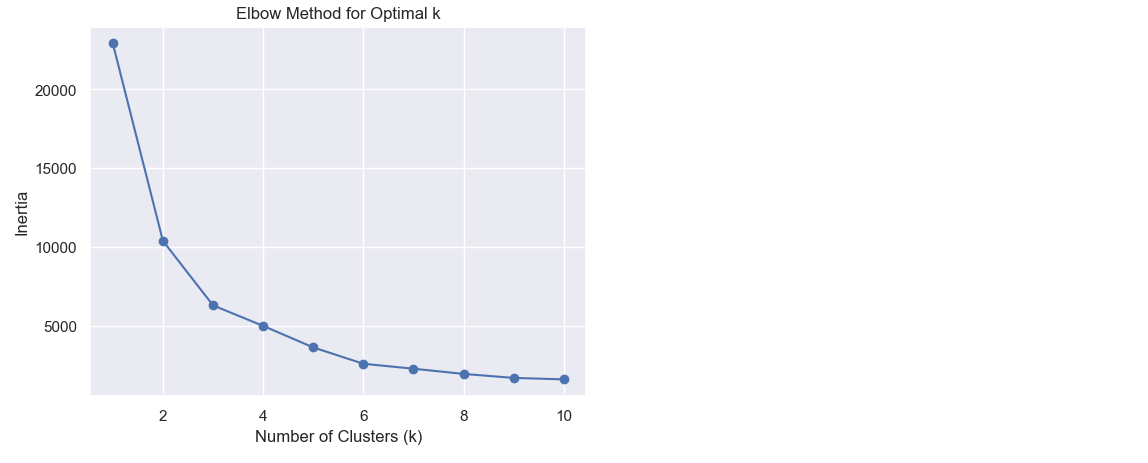 Elbow Method for Optimal k
20000
15000
10000
5000
Inertia
2 4 6 8 10
Number of Clusters (k)